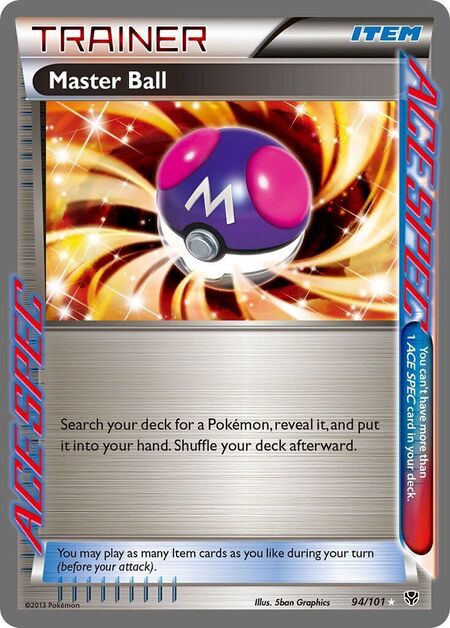 TRAINER
ITEM
Master Ball
M
ACE SPEC
ACE SPEC
You can't have more than
1 ACE SPEC card in your deck.
Search your deck for a Pokémon, reveal it, and put
it into your hand. Shuffle your deck afterward.
You may play as many Item cards as you like during your turn
(before your attack).
©2013 Pokémon
Illus. 5ban Graphics
94/101